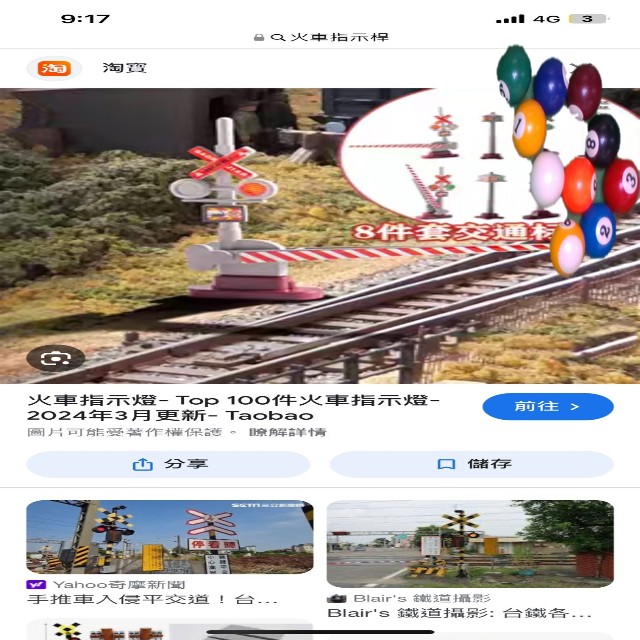 9:17
4G
3
火車指示桿
淘
淘寶
8件套交通标
火車指示燈- Top 100件火車指示燈-
2024年3月更新- Taobao
前往 >
圖片可能受著作權保護。 瞭解詳情
分享
儲存
停看聽
Yahoo奇摩新聞
手推車入侵平交道！台...
Blair's 鐵道攝影
Blair's 鐵道攝影: 台鐵各...
1
8
3
2